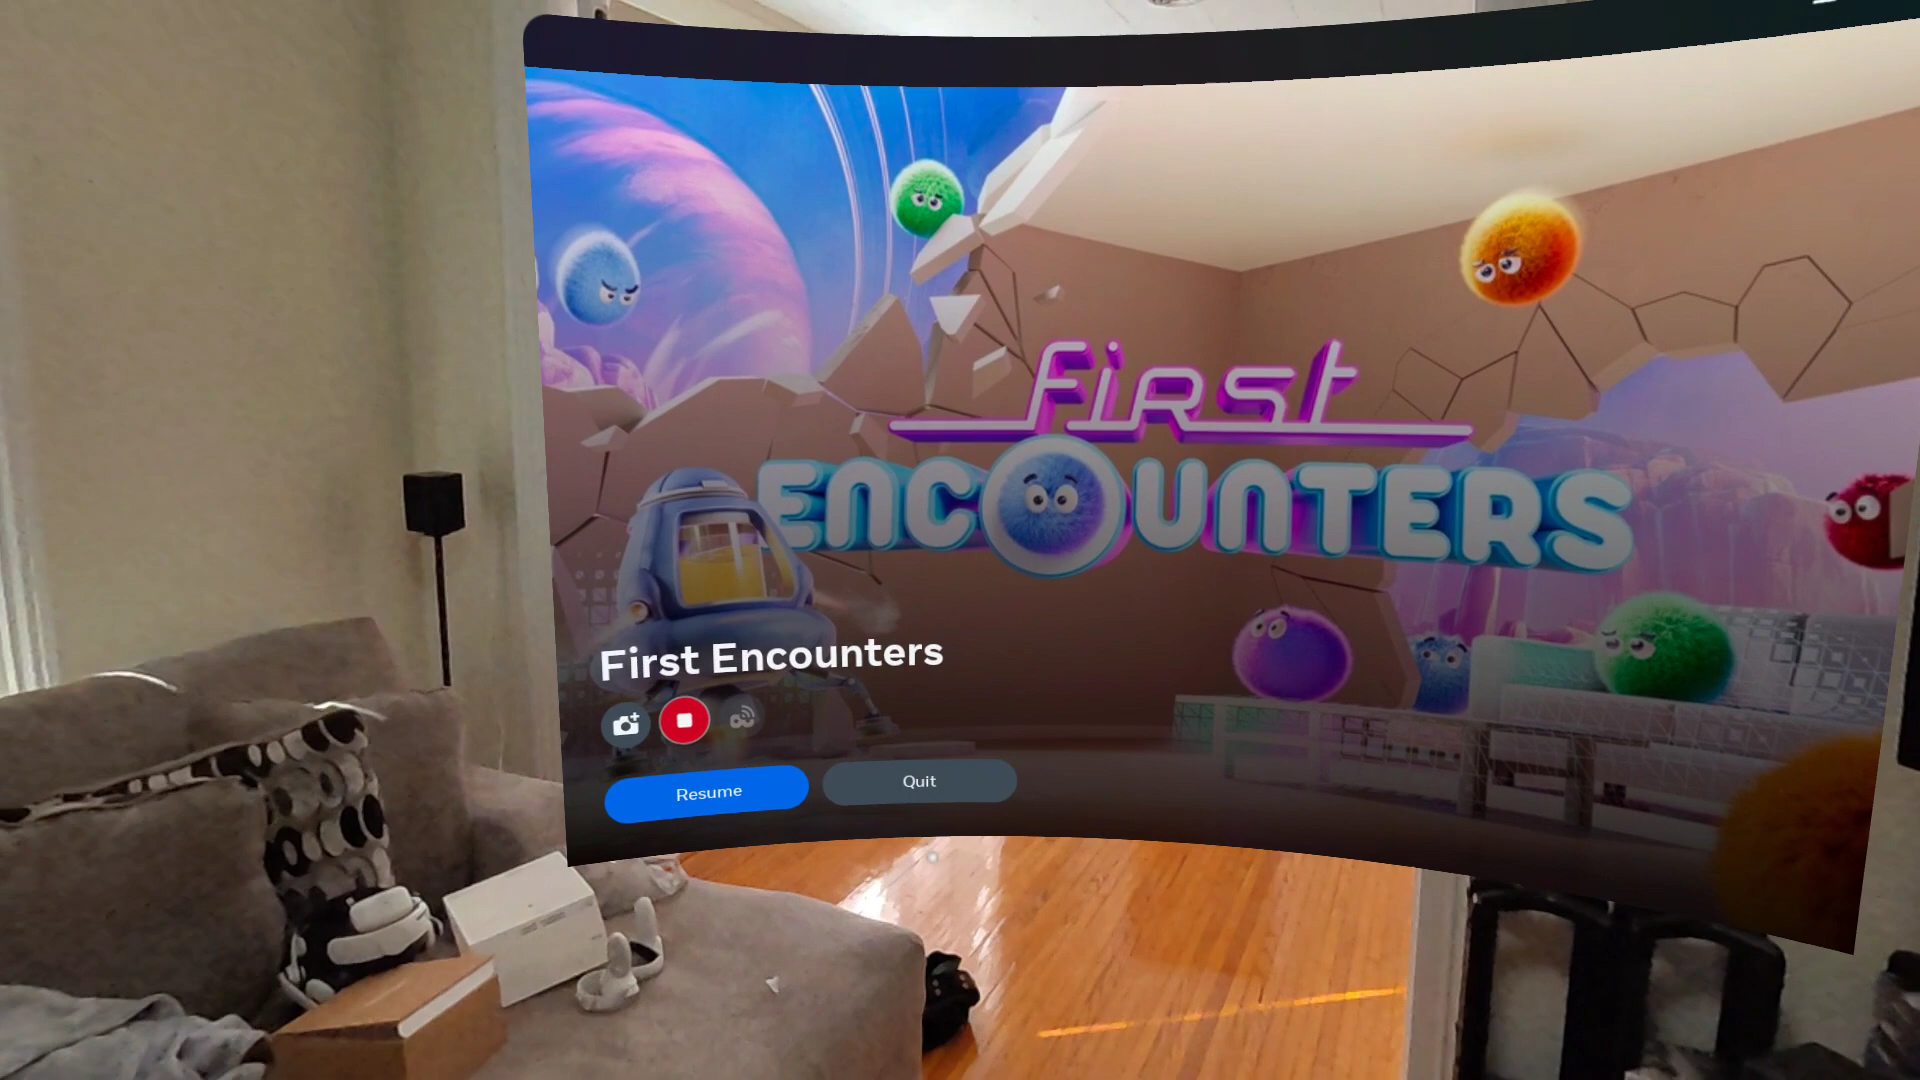 first
ENCOUNTERS
First Encounters
Resume
Quit